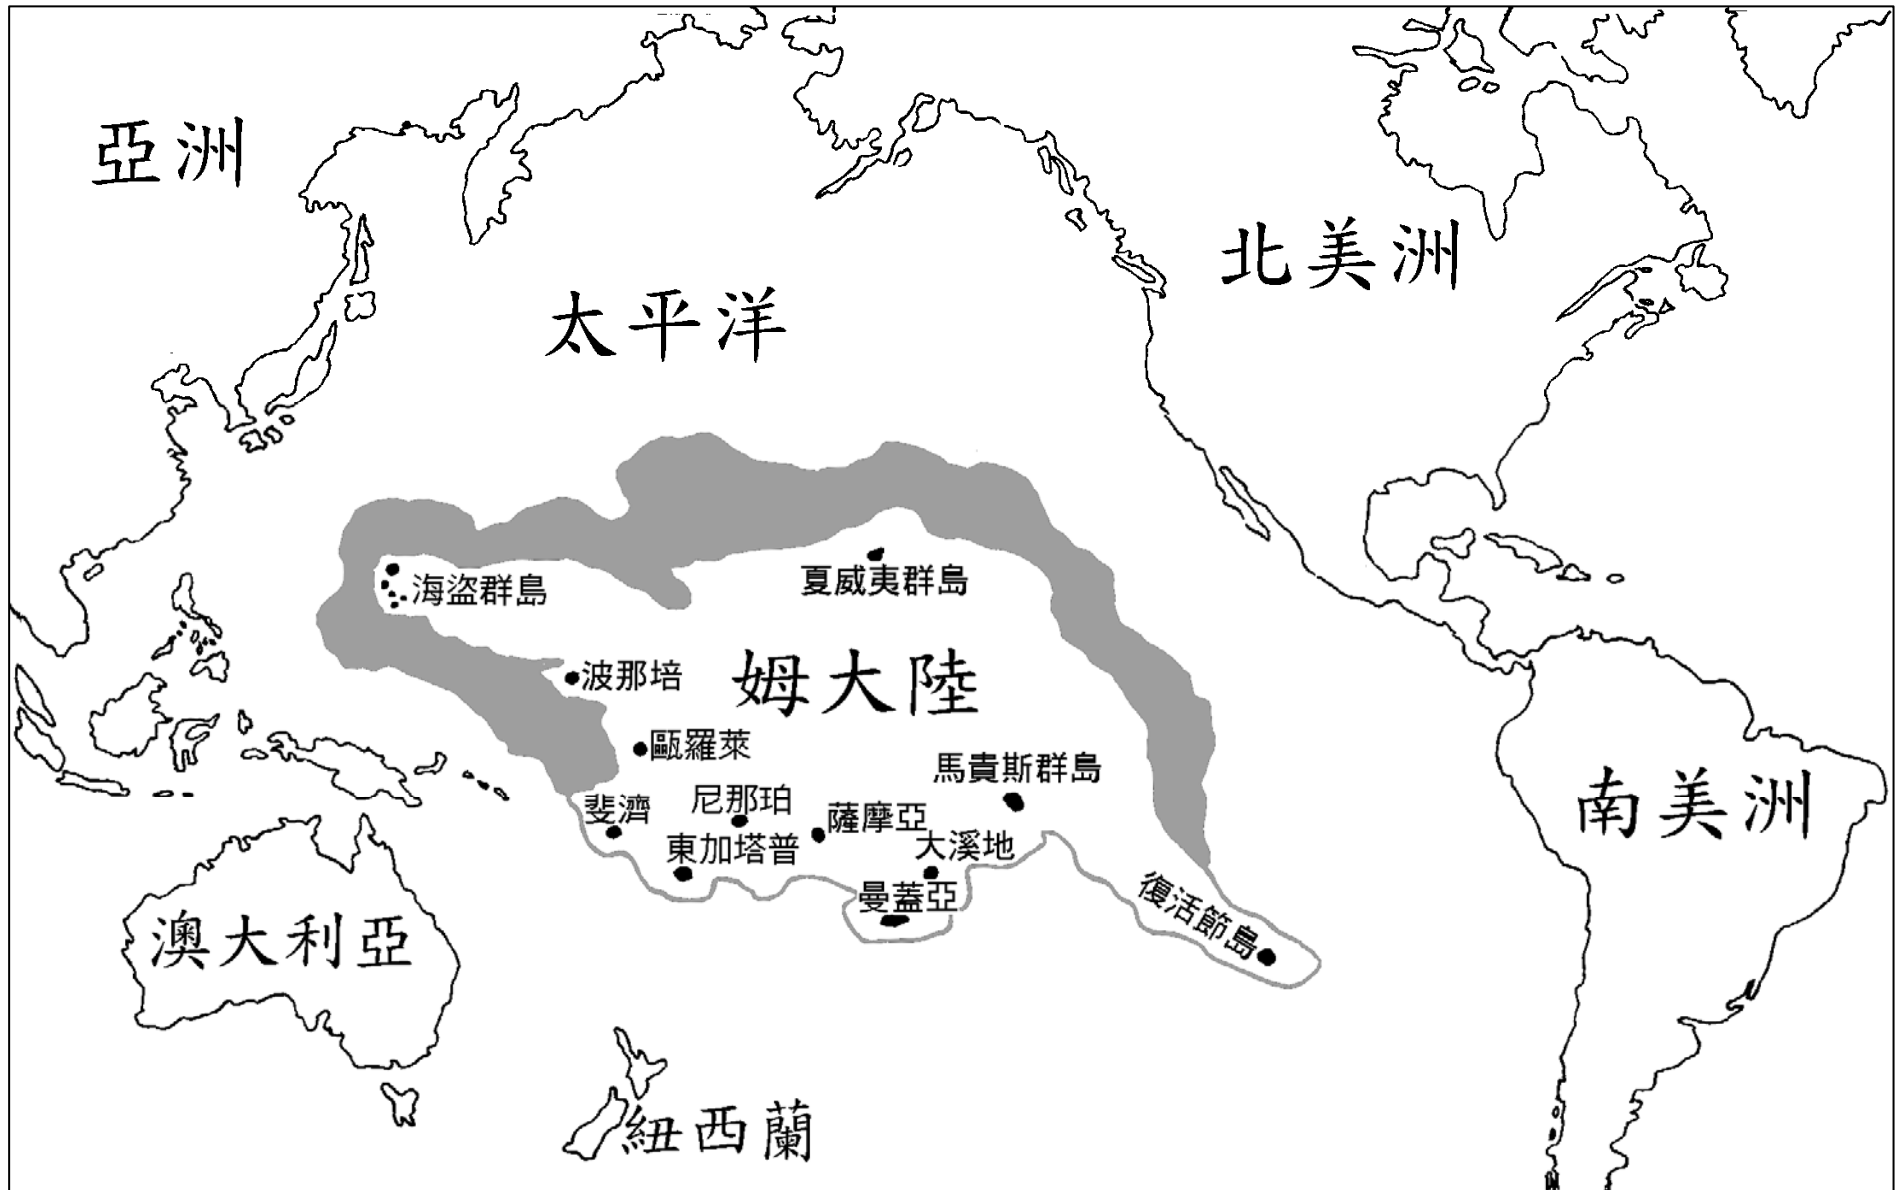 亞洲
北美洲
太平洋
海盜群島
夏威夷群島
波那培
姆大陸
甌羅萊
馬貴斯群島
斐濟
尼那珀
薩摩亞
東加塔普
大溪地
曼蓋亞
復活節島
南美洲
澳大利亞
紐西蘭